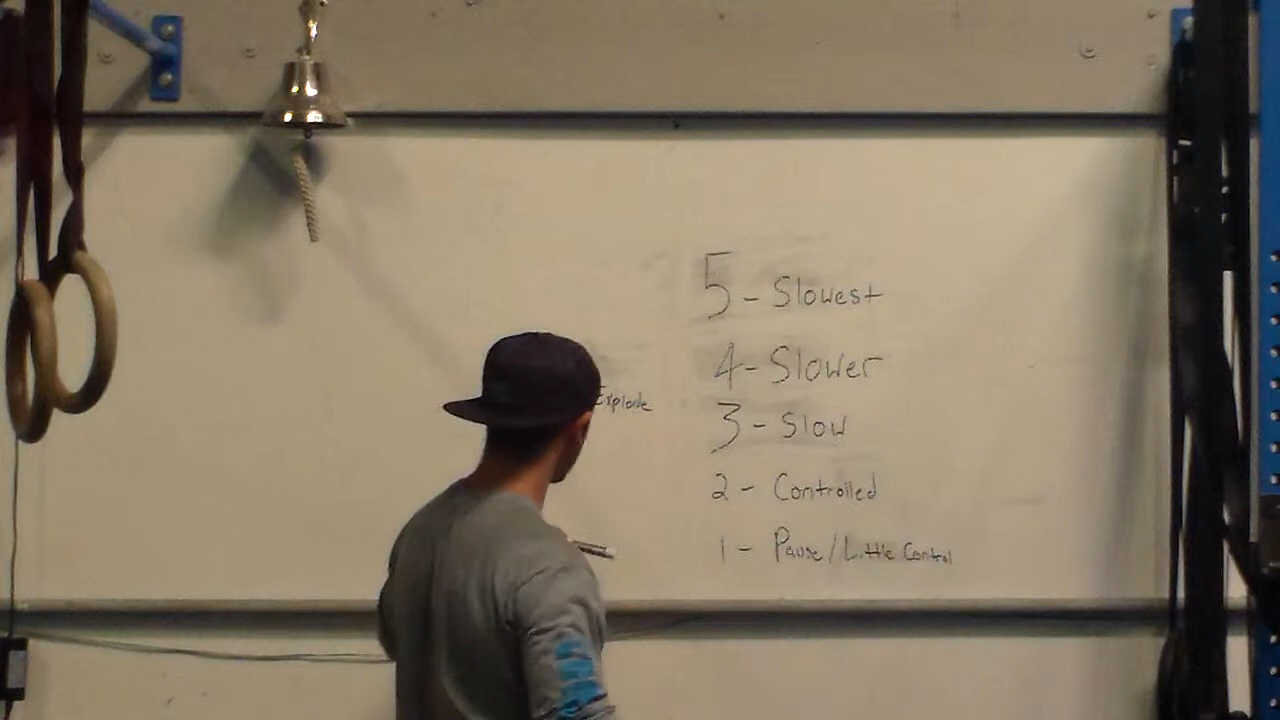 5 - Slowest
4 - Slower
Explode
3 - Slow
2 - Controlled
1 - Pause / Little Control